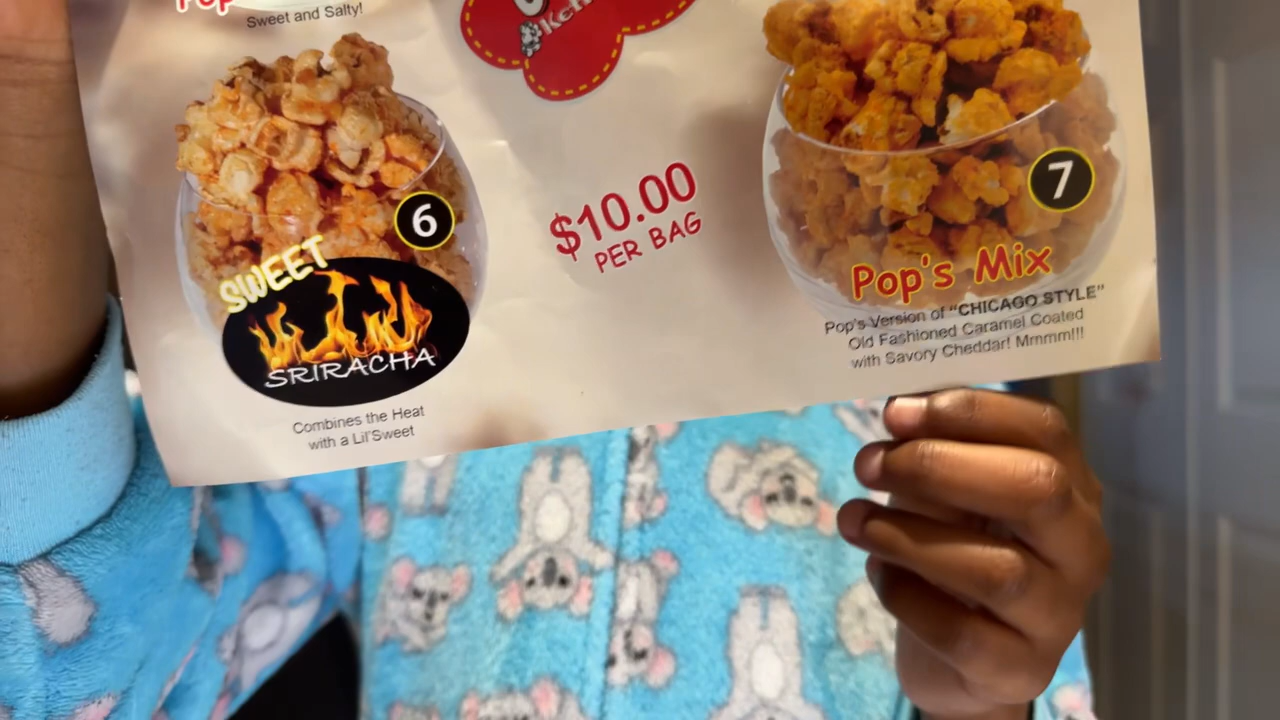 Pop
Sweet and Salty!
$10.00
PER BAG
6
SWEET
SRIRACHA
Combines the Heat
with a Lil'Sweet
7
Pop's Mix
Pop's Version of "CHICAGO STYLE"
Old Fashioned Caramel Coated
with Savory Cheddar! Mmmm!!!